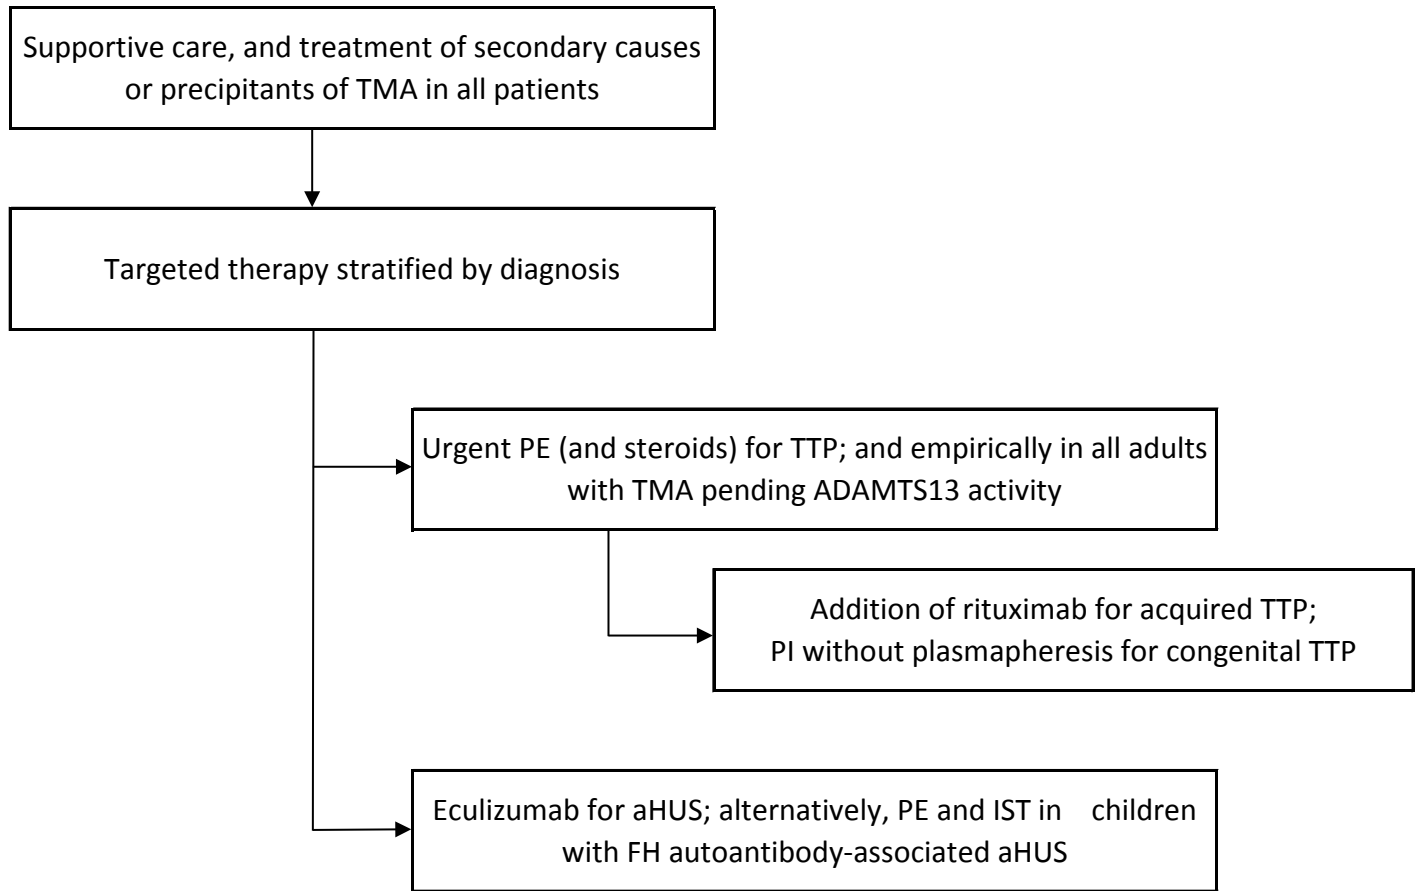 Supportive care, and treatment of secondary causes
or precipitants of TMA in all patients
Targeted therapy stratified by diagnosis
Urgent PE (and steroids) for TTP; and empirically in all adults
with TMA pending ADAMTS13 activity
Addition of rituximab for acquired TTP;
PI without plasmapheresis for congenital TTP
Eculizumab for aHUS; alternatively, PE and IST in children
with FH autoantibody-associated aHUS